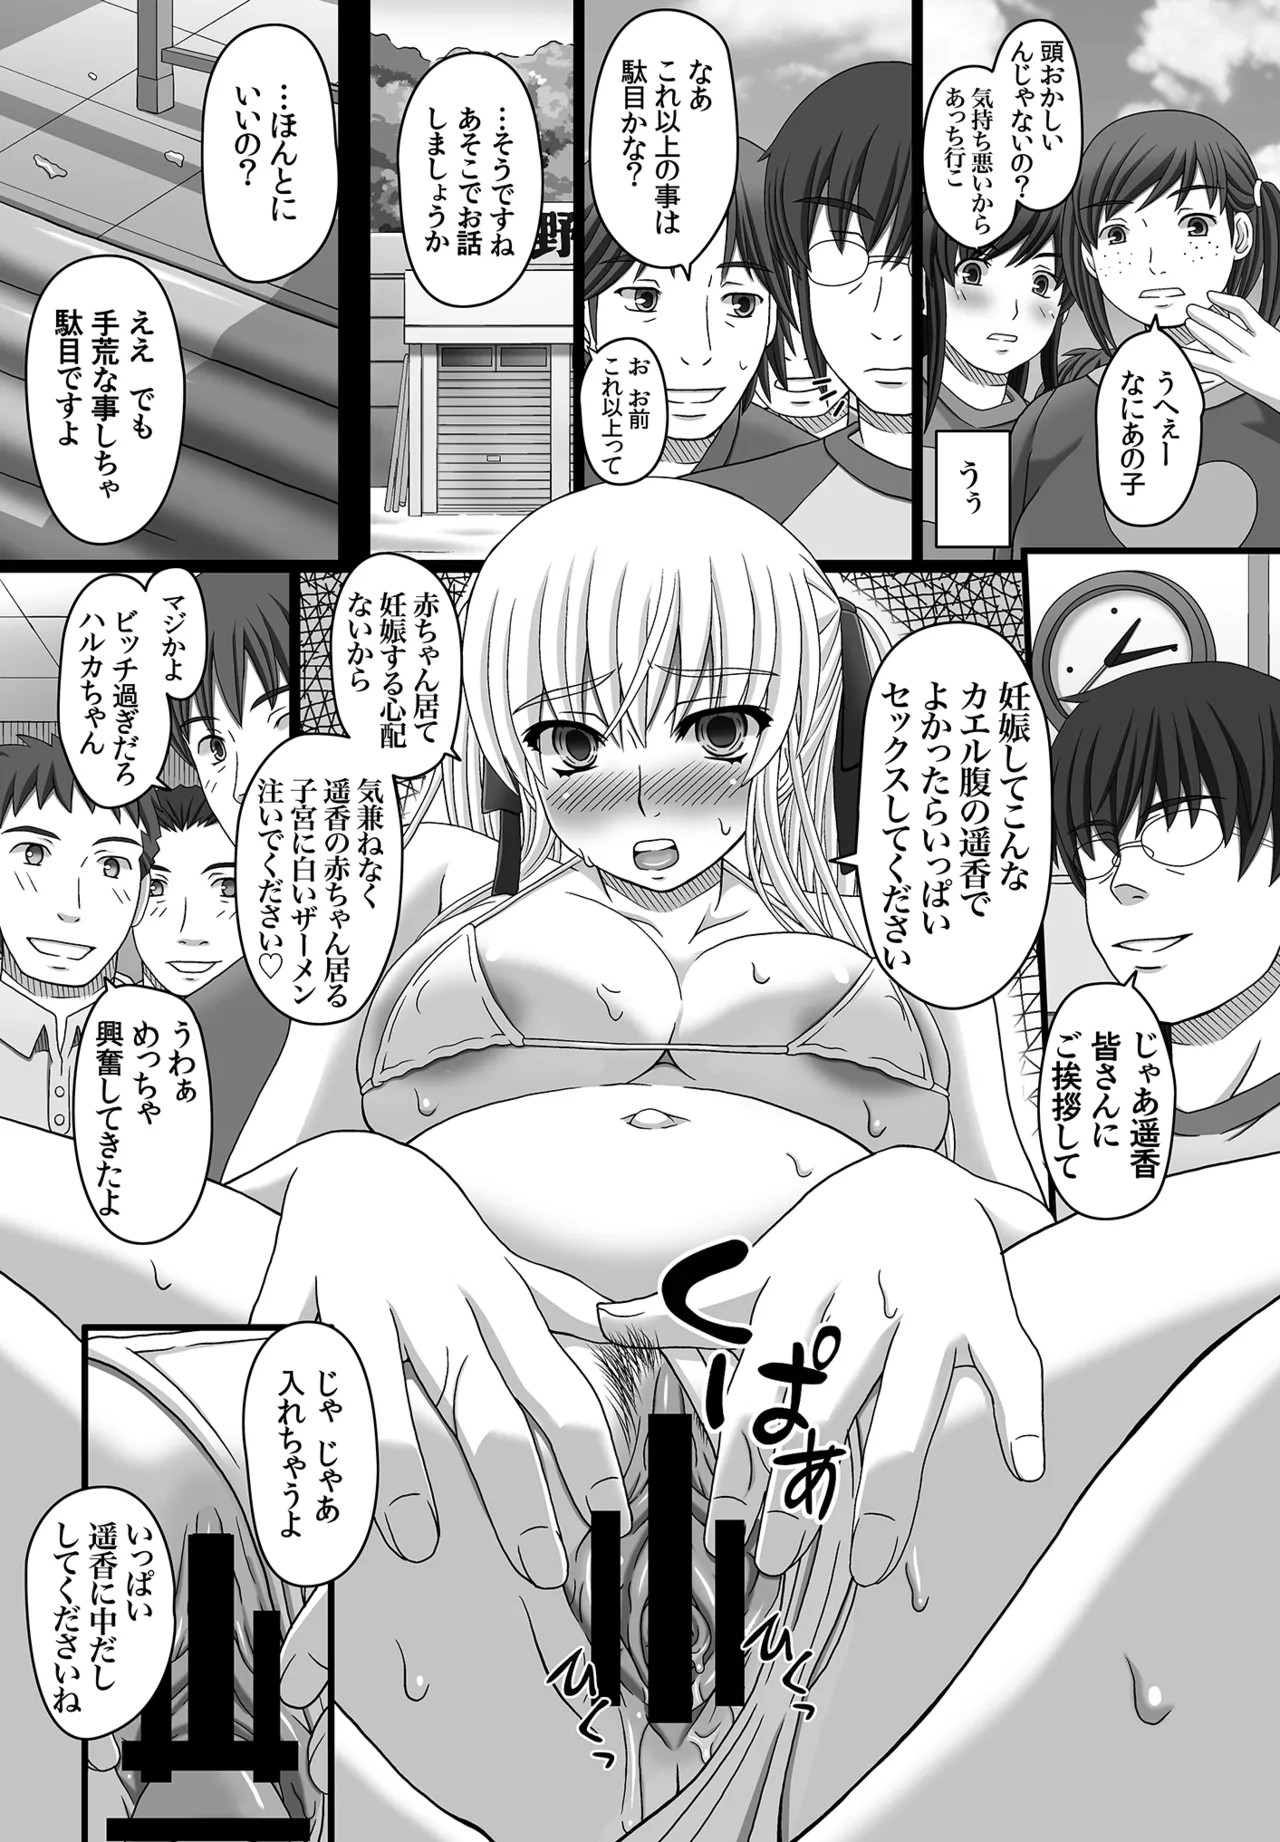 うへぇー
なにあの子
頭おかしい
んじゃないの？
気持ち悪いから
あっち行こ
うぅ
なあ
これ以上の事は
駄目かな？
お お前
これ以上って
…そうですね
あそこでお話
しましょうか
野
…ほんとに
いいの？
ええ でも
手荒な事しちゃ
駄目ですよ
じゃあ遥香
皆さんに
ご挨拶して
妊娠してこんな
カエル腹の遥香で
よかったらいっぱい
セックスしてください
赤ちゃん居て
妊娠する心配
ないから
気兼ねなく
遥香の赤ちゃん居る
子宮に白いザーメン
注いでください♡
マジかよ
ビッチ過ぎだろ
ハルカちゃん
うわぁ
めっちゃ
興奮してきたよ
くぱぁ
ひくっ
ひくっ
じゃ じゃあ
入れちゃうよ
いっぱい
遥香に中だし
してくださいね